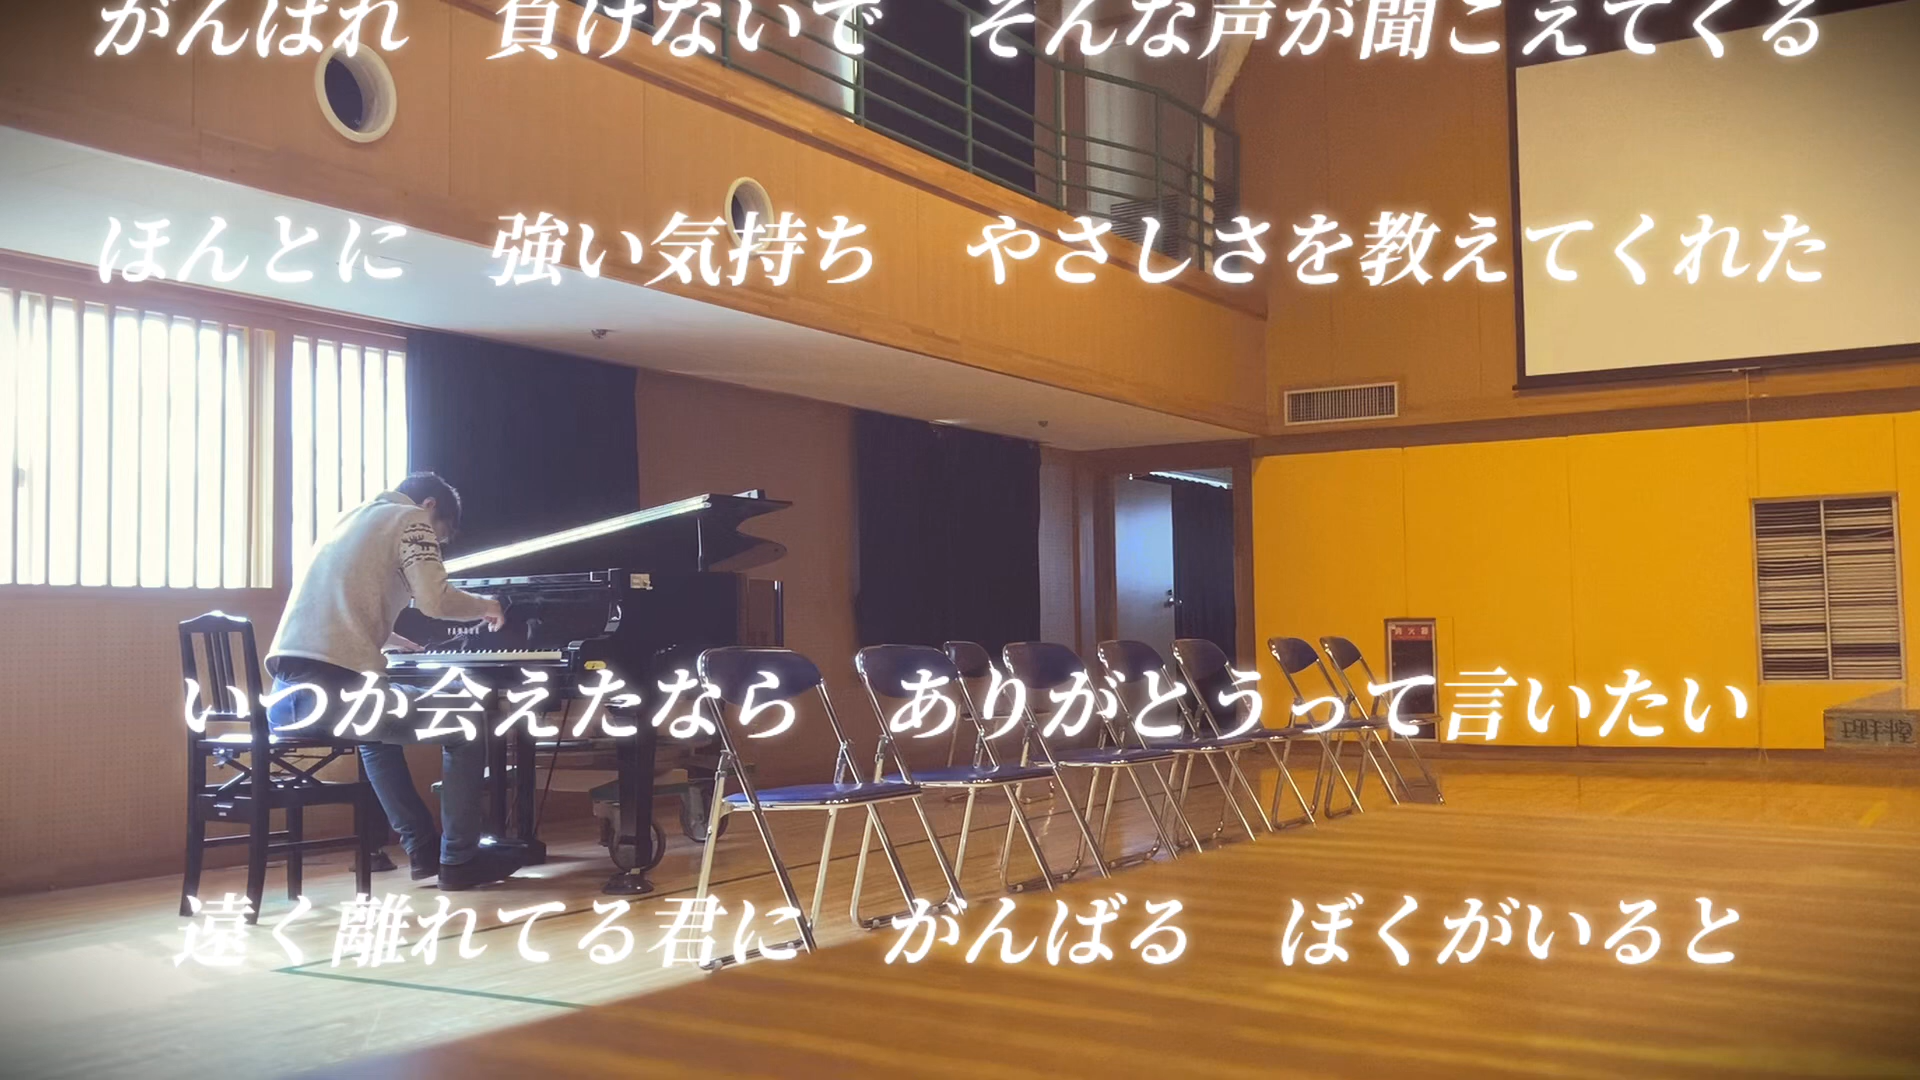 がんばれ　負けないで　そんな声が聞こえてくる
ほんとに　強い気持ち　やさしさを教えてくれた
いつか会えたなら　ありがとうって言いたい
遠く離れてる君に　がんばる　ぼくがいると
YAMAHA
消火器